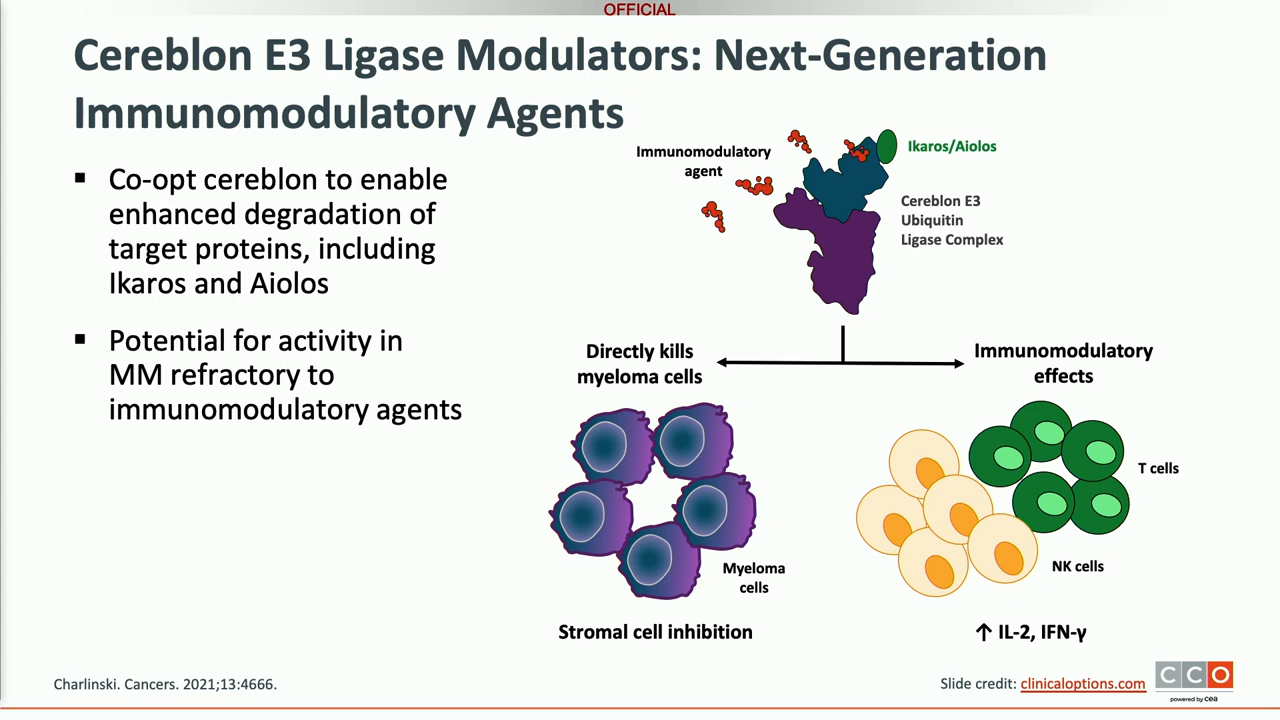 OFFICIAL
Cereblon E3 Ligase Modulators: Next-Generation
Immunomodulatory Agents
▪ Co-opt cereblon to enable
enhanced degradation of
target proteins, including
Ikaros and Aiolos
▪ Potential for activity in
MM refractory to
immunomodulatory agents
Immunomodulatory
agent
Ikaros/Aiolos
Cereblon E3
Ubiquitin
Ligase Complex
Directly kills
myeloma cells
Immunomodulatory
effects
T cells
Myeloma
cells
NK cells
Stromal cell inhibition
↑ IL-2, IFN-γ
Charlinski. Cancers. 2021;13:4666.
Slide credit: clinicaloptions.com
CCO
powered by cea